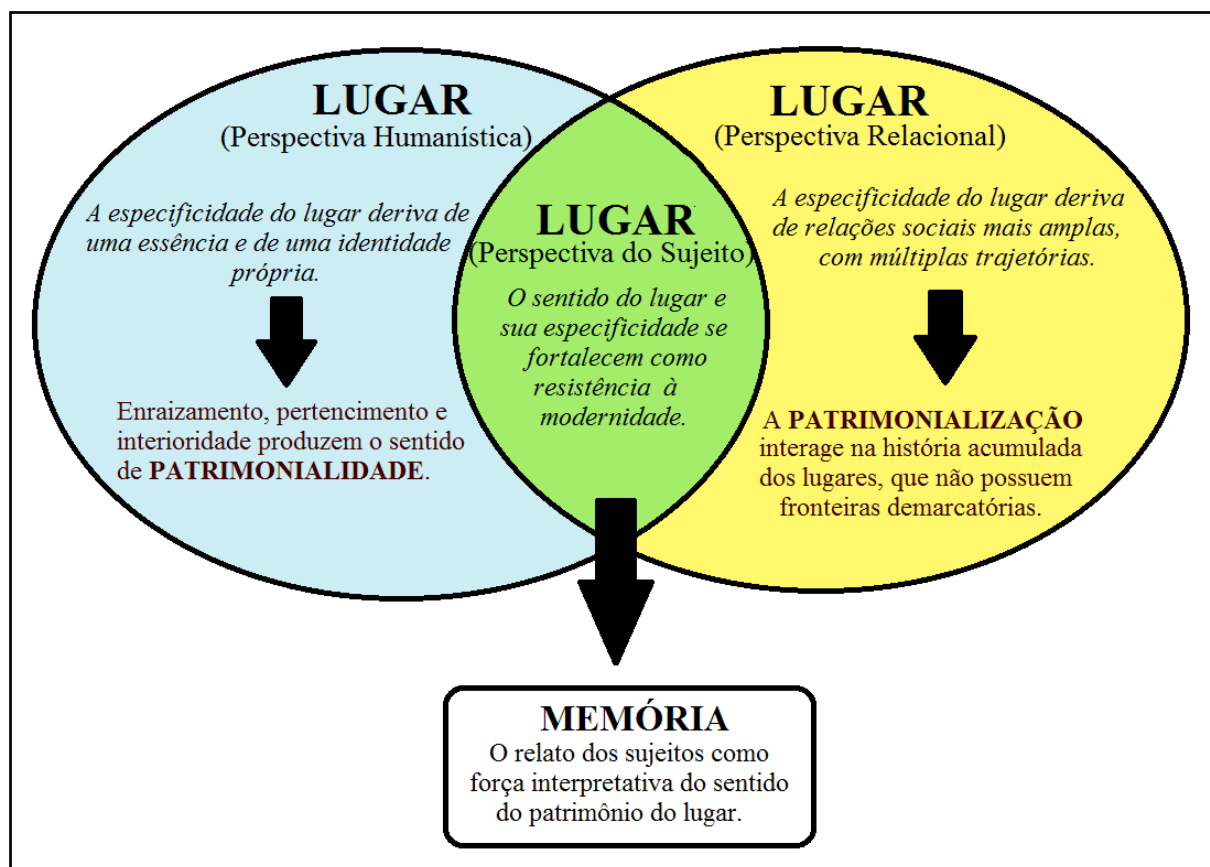 LUGAR
(Perspectiva Humanística)
A especificidade do lugar deriva de
uma essência e de uma identidade
própria.
Enraizamento, pertencimento e
interioridade produzem o sentido
de PATRIMONIALIDADE.
LUGAR
(Perspectiva do Sujeito)
O sentido do lugar e
sua especificidade se
fortalecem como
resistência à
modernidade.
LUGAR
(Perspectiva Relacional)
A especificidade do lugar deriva
de relações sociais mais amplas,
com múltiplas trajetórias.
A PATRIMONIALIZAÇÃO
interage na história acumulada
dos lugares, que não possuem
fronteiras demarcatórias.
MEMÓRIA
O relato dos sujeitos como
força interpretativa do sentido
do patrimônio do lugar.